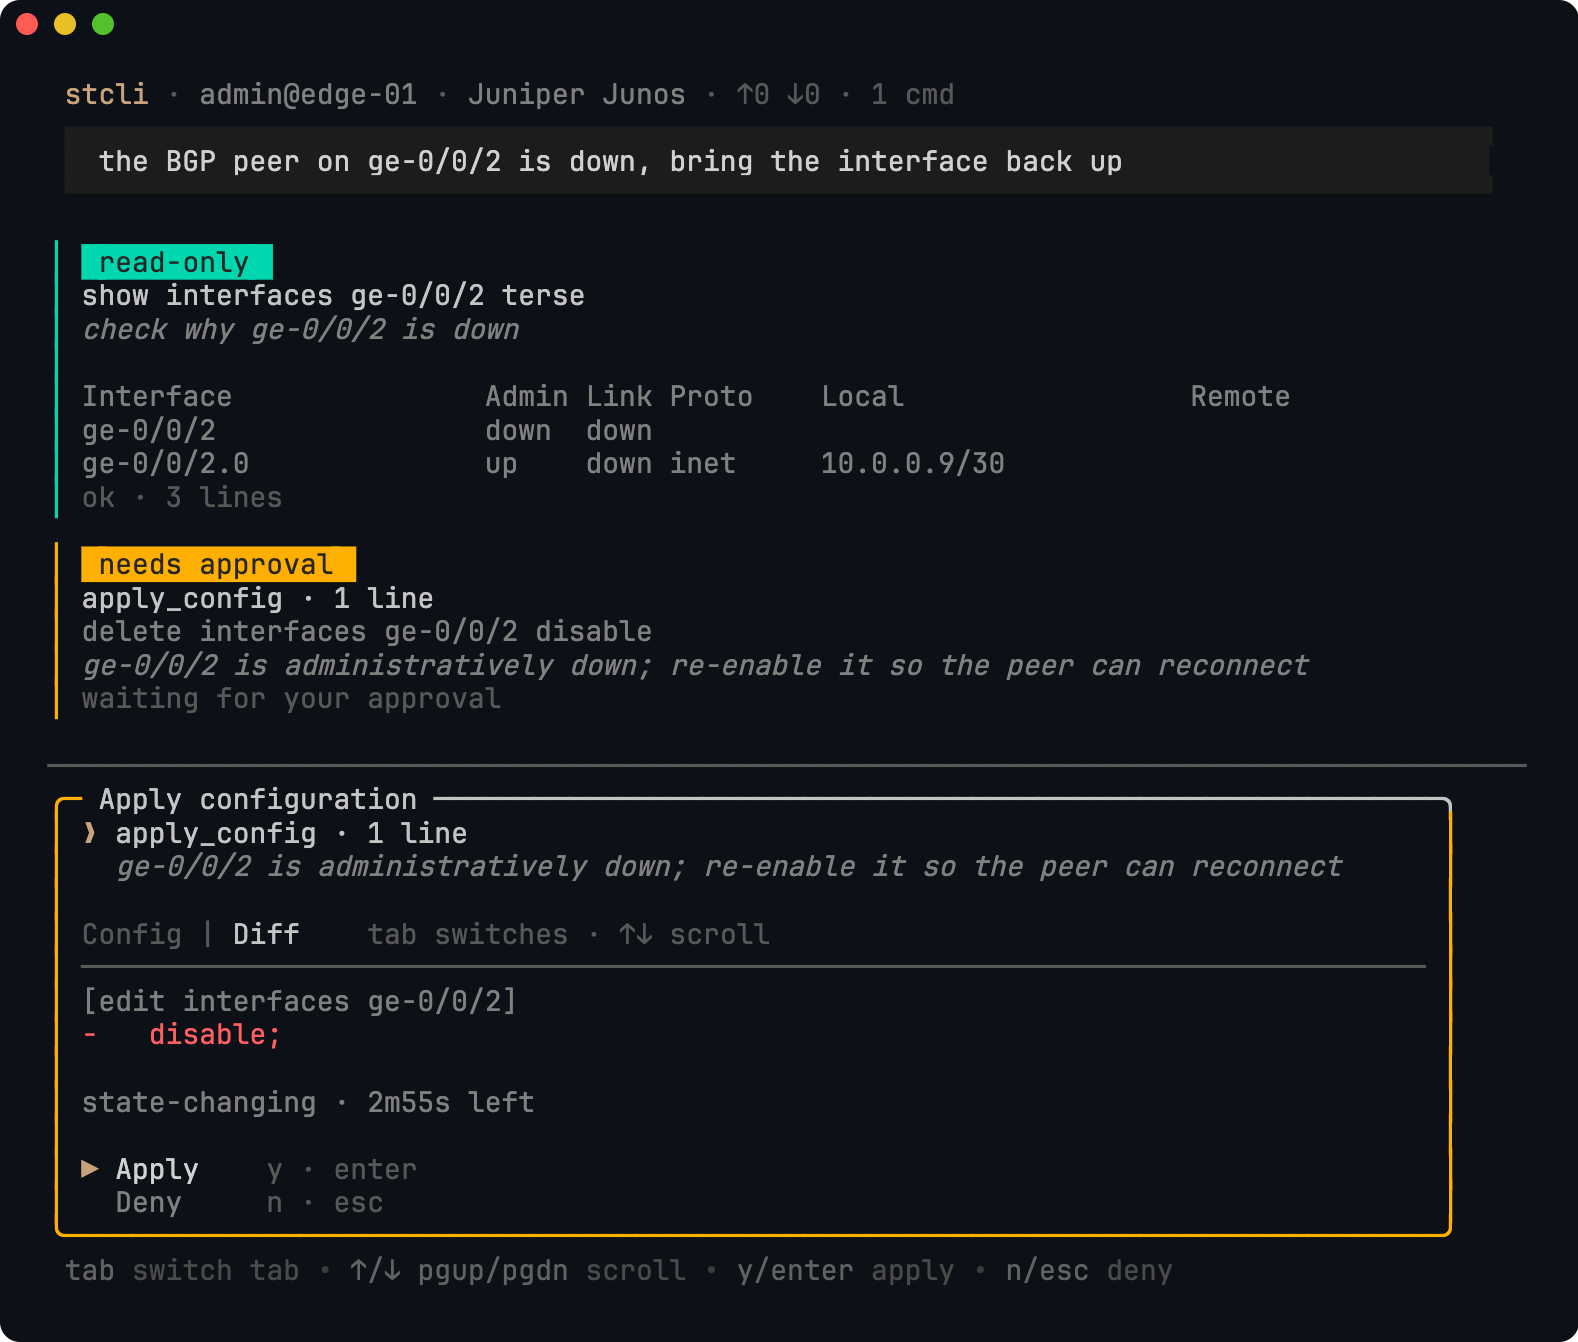 stcli · admin@edge-01 · Juniper Junos · ↑0 ↓0 · 1 cmd
the BGP peer on ge-0/0/2 is down, bring the interface back up
read-only
show interfaces ge-0/0/2 terse
check why ge-0/0/2 is down
Interface               Admin Link Proto    Local                 Remote
ge-0/0/2                down  down
ge-0/0/2.0              up    down inet     10.0.0.9/30
ok · 3 lines
needs approval
apply_config · 1 line
delete interfaces ge-0/0/2 disable
ge-0/0/2 is administratively down; re-enable it so the peer can reconnect
waiting for your approval
Apply configuration
❫ apply_config · 1 line
ge-0/0/2 is administratively down; re-enable it so the peer can reconnect
Config | Diff    tab switches · ↑↓ scroll
[edit interfaces ge-0/0/2]
-   disable;
state-changing · 2m55s left
▶ Apply    y · enter
Deny     n · esc
tab switch tab • ↑/↓ pgup/pgdn scroll • y/enter apply • n/esc deny